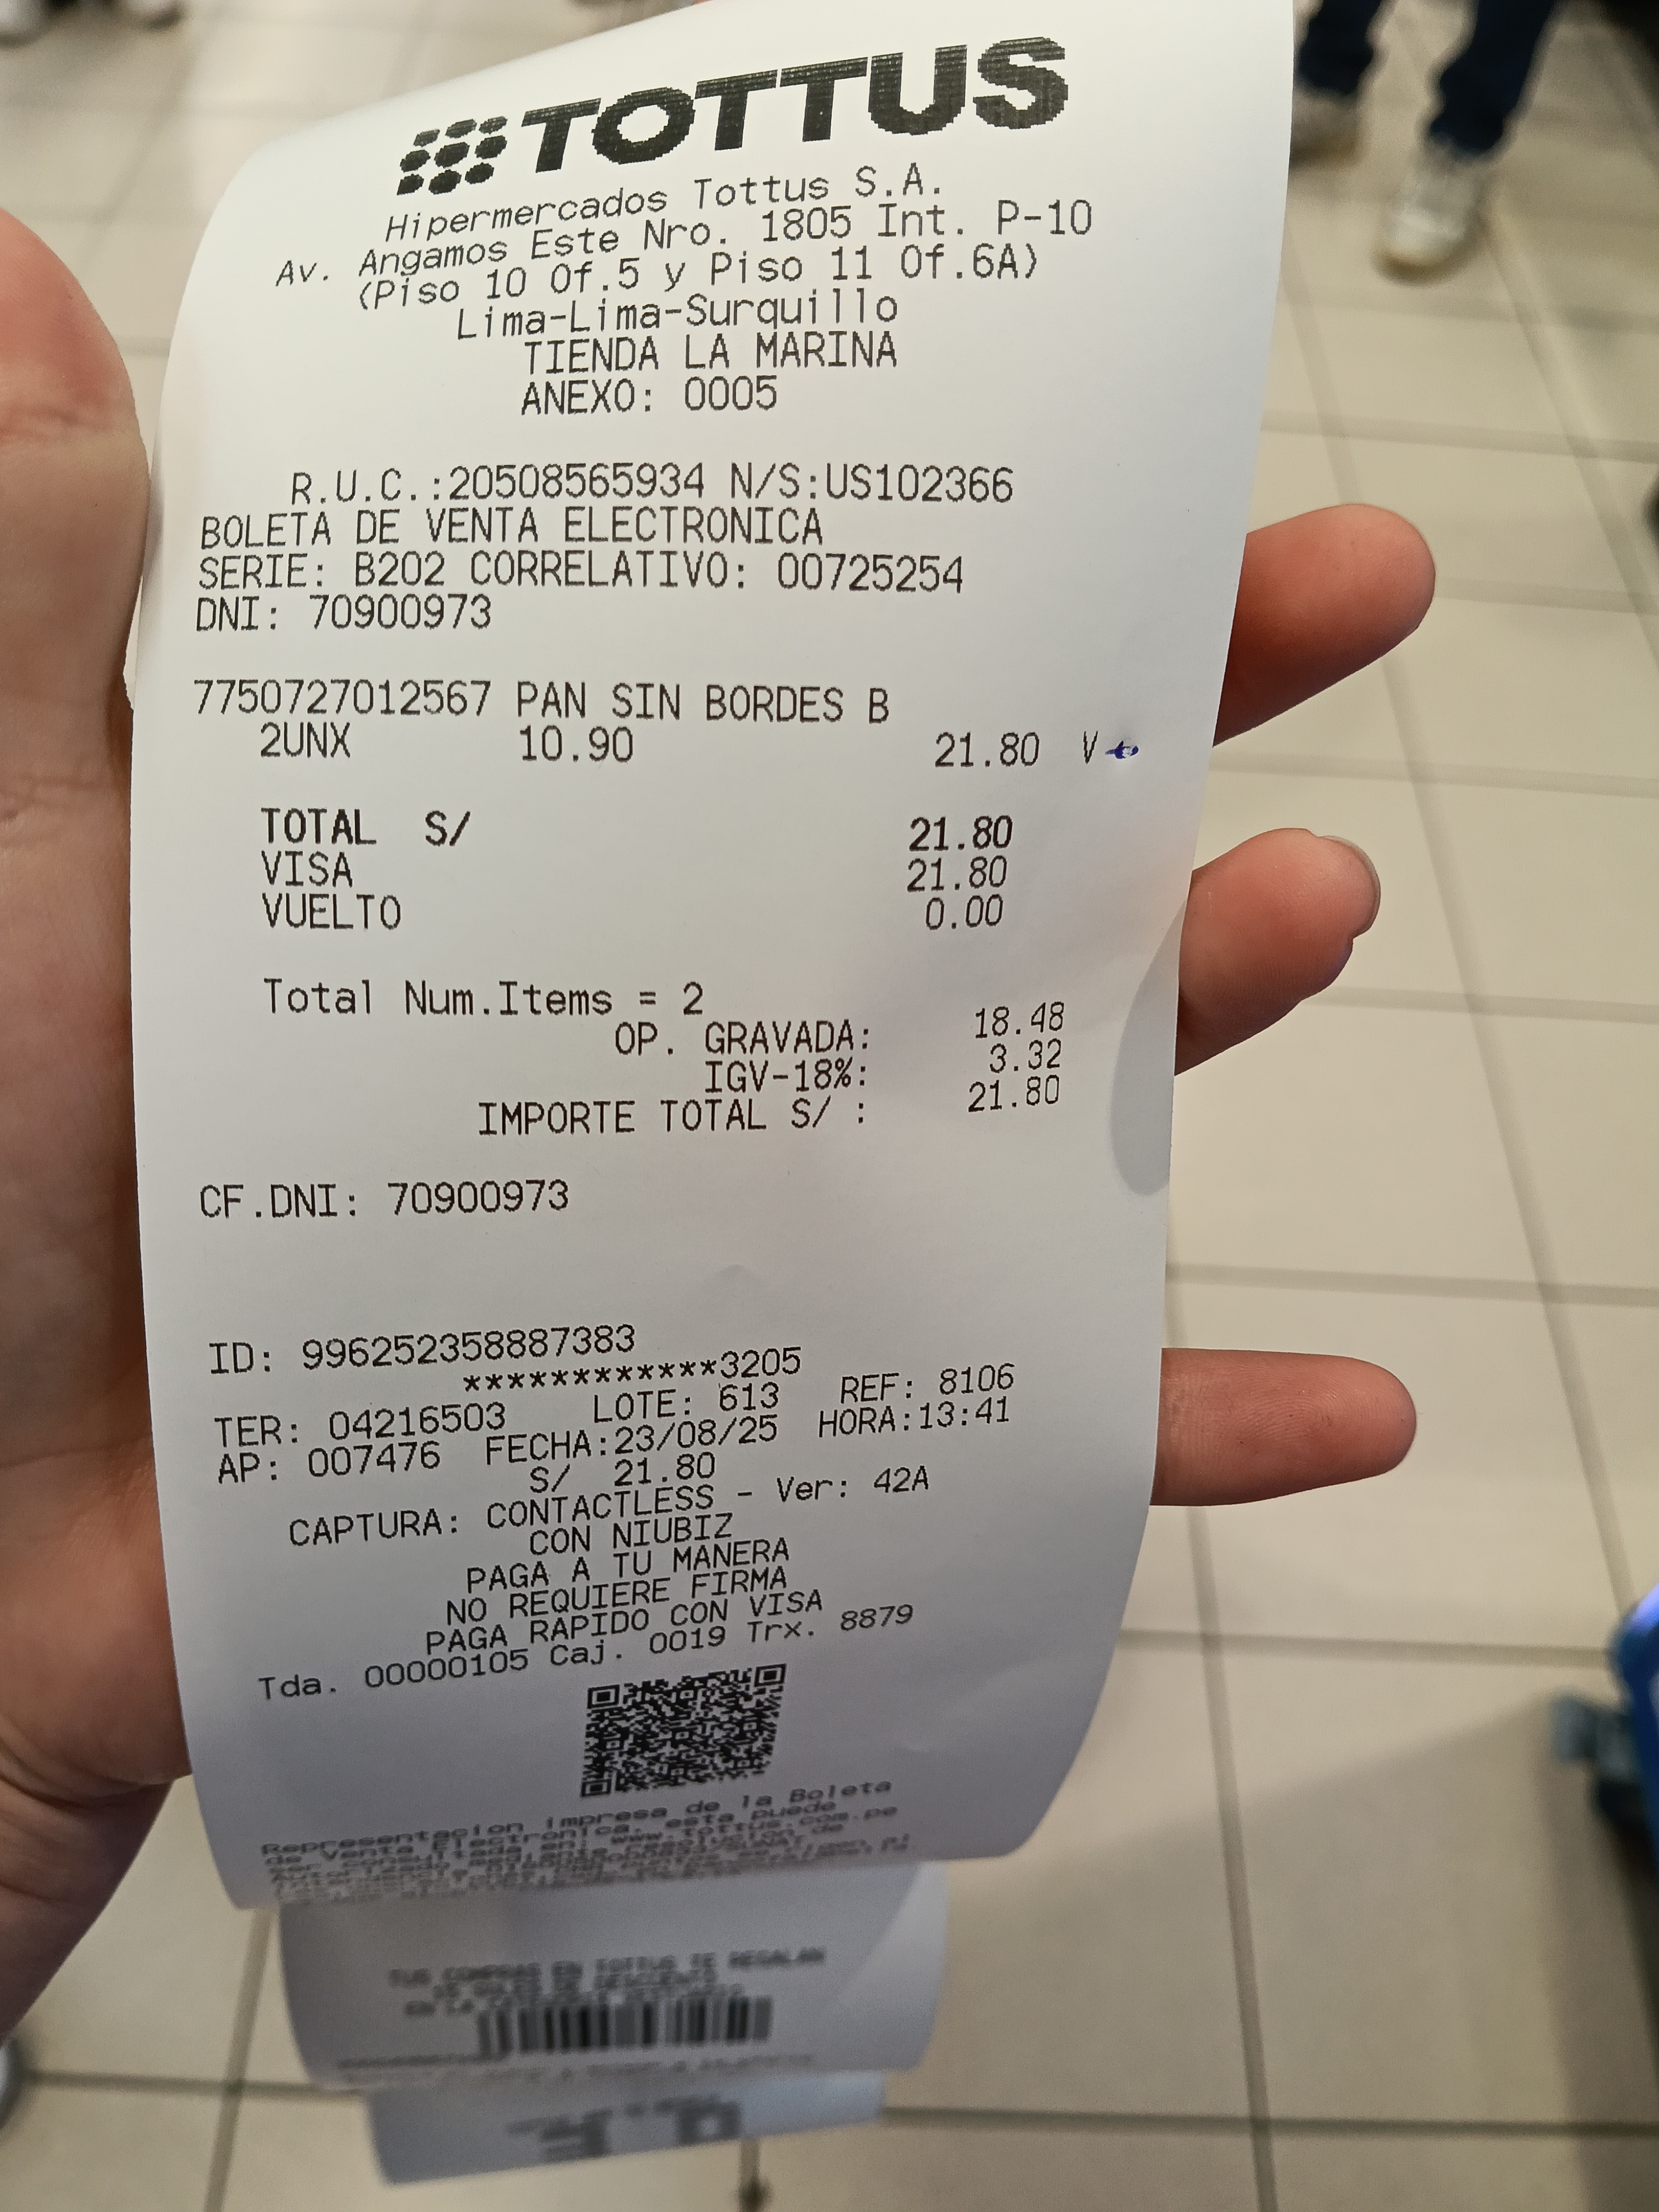 TOTTUS
Hipermercados Tottus S.A.
Av. Angamos Este Nro. 1805 Int. P-10
(Piso 10 Of.5 y Piso 11 Of.6A)
Lima-Lima-Surquillo
TIENDA LA MARINA
ANEXO: 0005
R.U.C.:20508565934 N/S:US102366
BOLETA DE VENTA ELECTRONICA
SERIE: B202 CORRELATIVO: 00725254
DNI: 70900973
7750727012567 PAN SIN BORDES B
2UNX 10.90 21.80 V
TOTAL S/ 21.80
VISA 21.80
VUELTO 0.00
Total Num.Items = 2
OP. GRAVADA: 18.48
IGV-18%: 3.32
IMPORTE TOTAL S/ : 21.80
CF.DNI: 70900973
ID: 996252358887383
************3205
TER: 04216503 LOTE: 613 REF: 8106
AP: 007476 FECHA:23/08/25 HORA:13:41
S/ 21.80
CAPTURA: CONTACTLESS - Ver: 42A
CON NIUBIZ
PAGA A TU MANERA
NO REQUIERE FIRMA
PAGA RAPIDO CON VISA
Tda. 00000105 Caj. 0019 Trx. 8879
Representacion impresa de la Boleta
de Venta Electronica, esta puede
ser consultada en: www.tottus.com.pe
TUS COMPRAS EN TOTTUS TE REGALAN